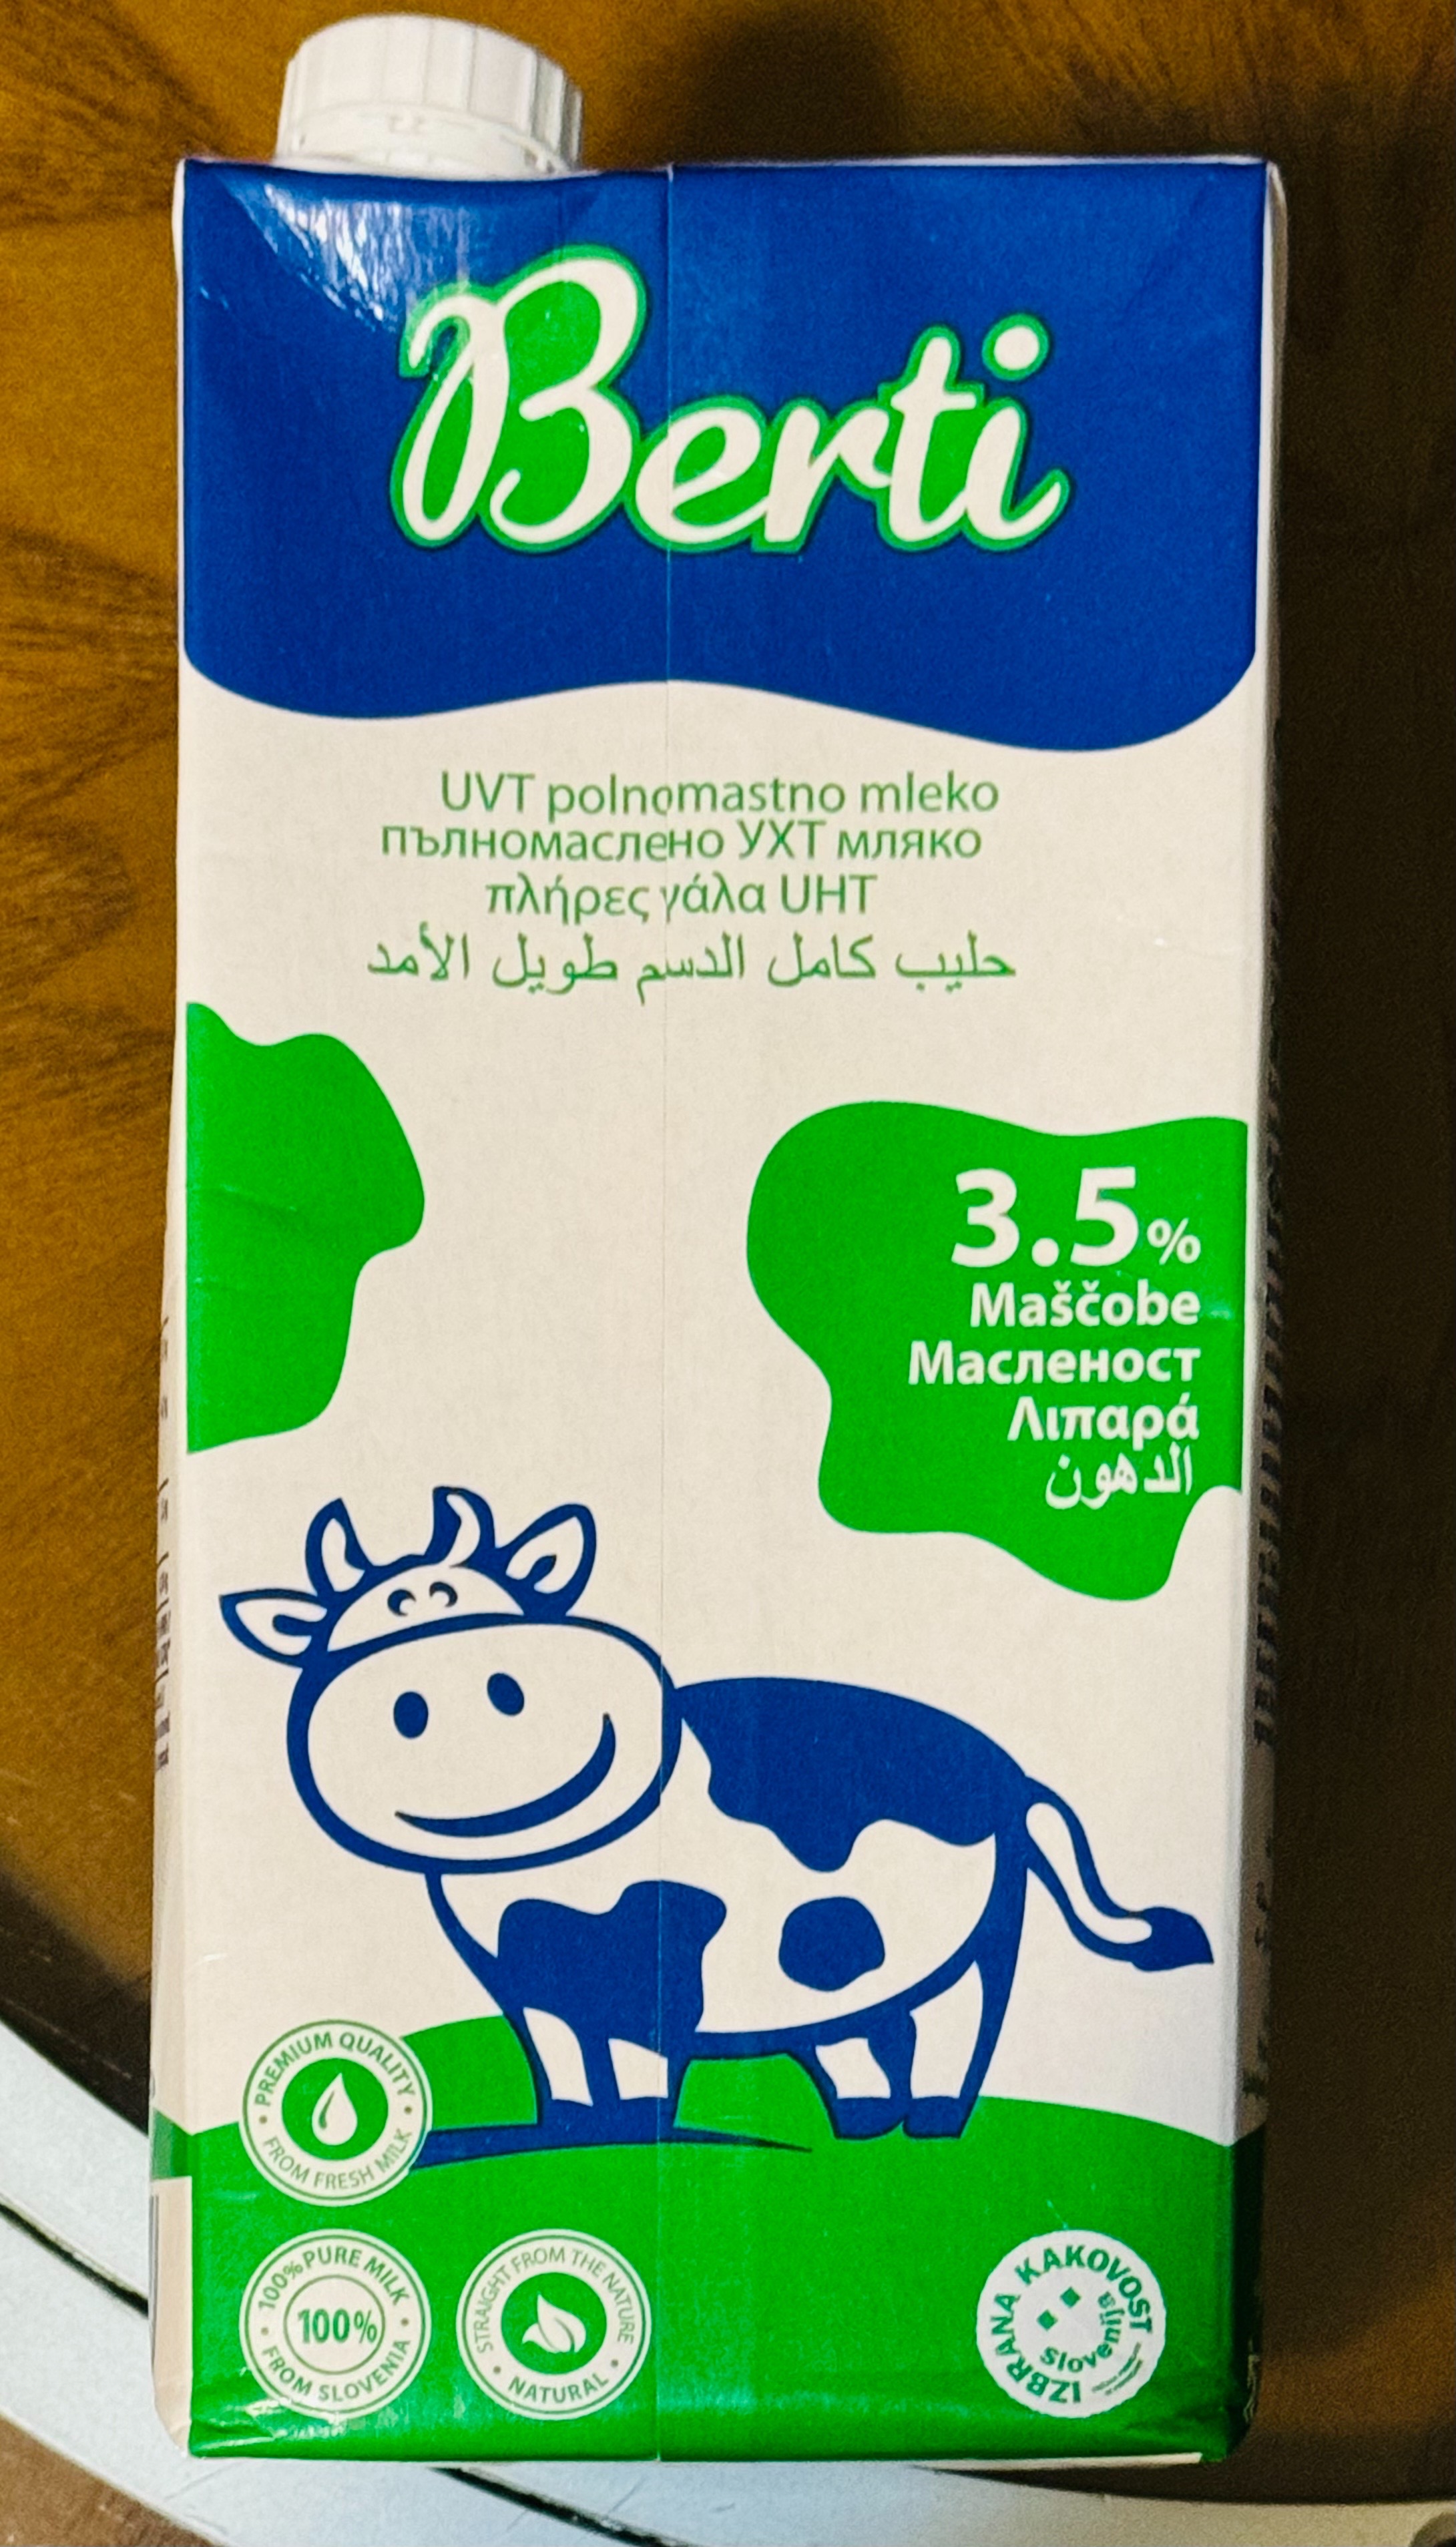 Berti
UVT polnomastno mleko
пълномаслено УХТ мляко
πλήρες γάλα UHT
حليب كامل الدسم طويل الأمد
3.5%
Maščobe
Масленост
Λιπαρά
الدهون
PREMIUM QUALITY
FROM FRESH MILK
100% PURE MILK
100%
FROM SLOVENIA
STRAIGHT FROM THE NATURE
NATURAL
IZBRANA KAKOVOST
Slovenija